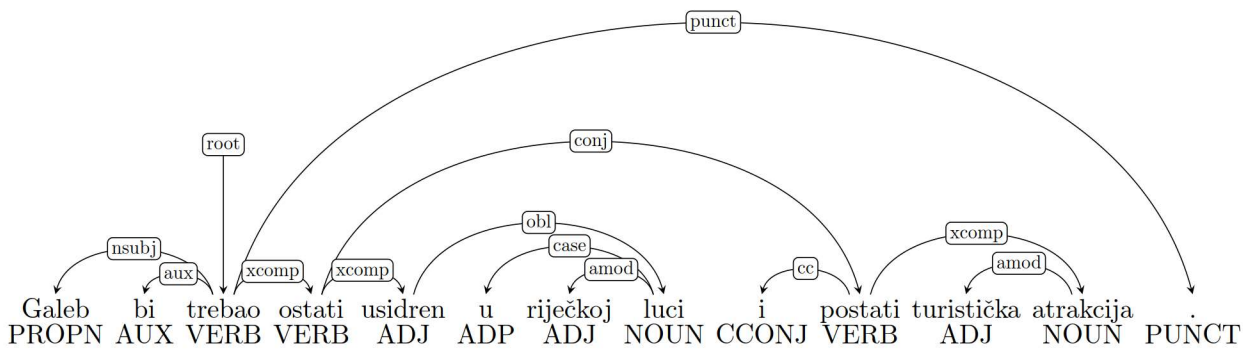 punct
root
conj
obl
xcomp
nsubj
case
aux
xcomp
xcomp
amod
cc
amod
Galeb bi trebao ostati usidren u riječkoj luci i postati turistička atrakcija .
PROPN AUX VERB VERB ADJ ADP ADJ NOUN CCONJ VERB ADJ NOUN PUNCT